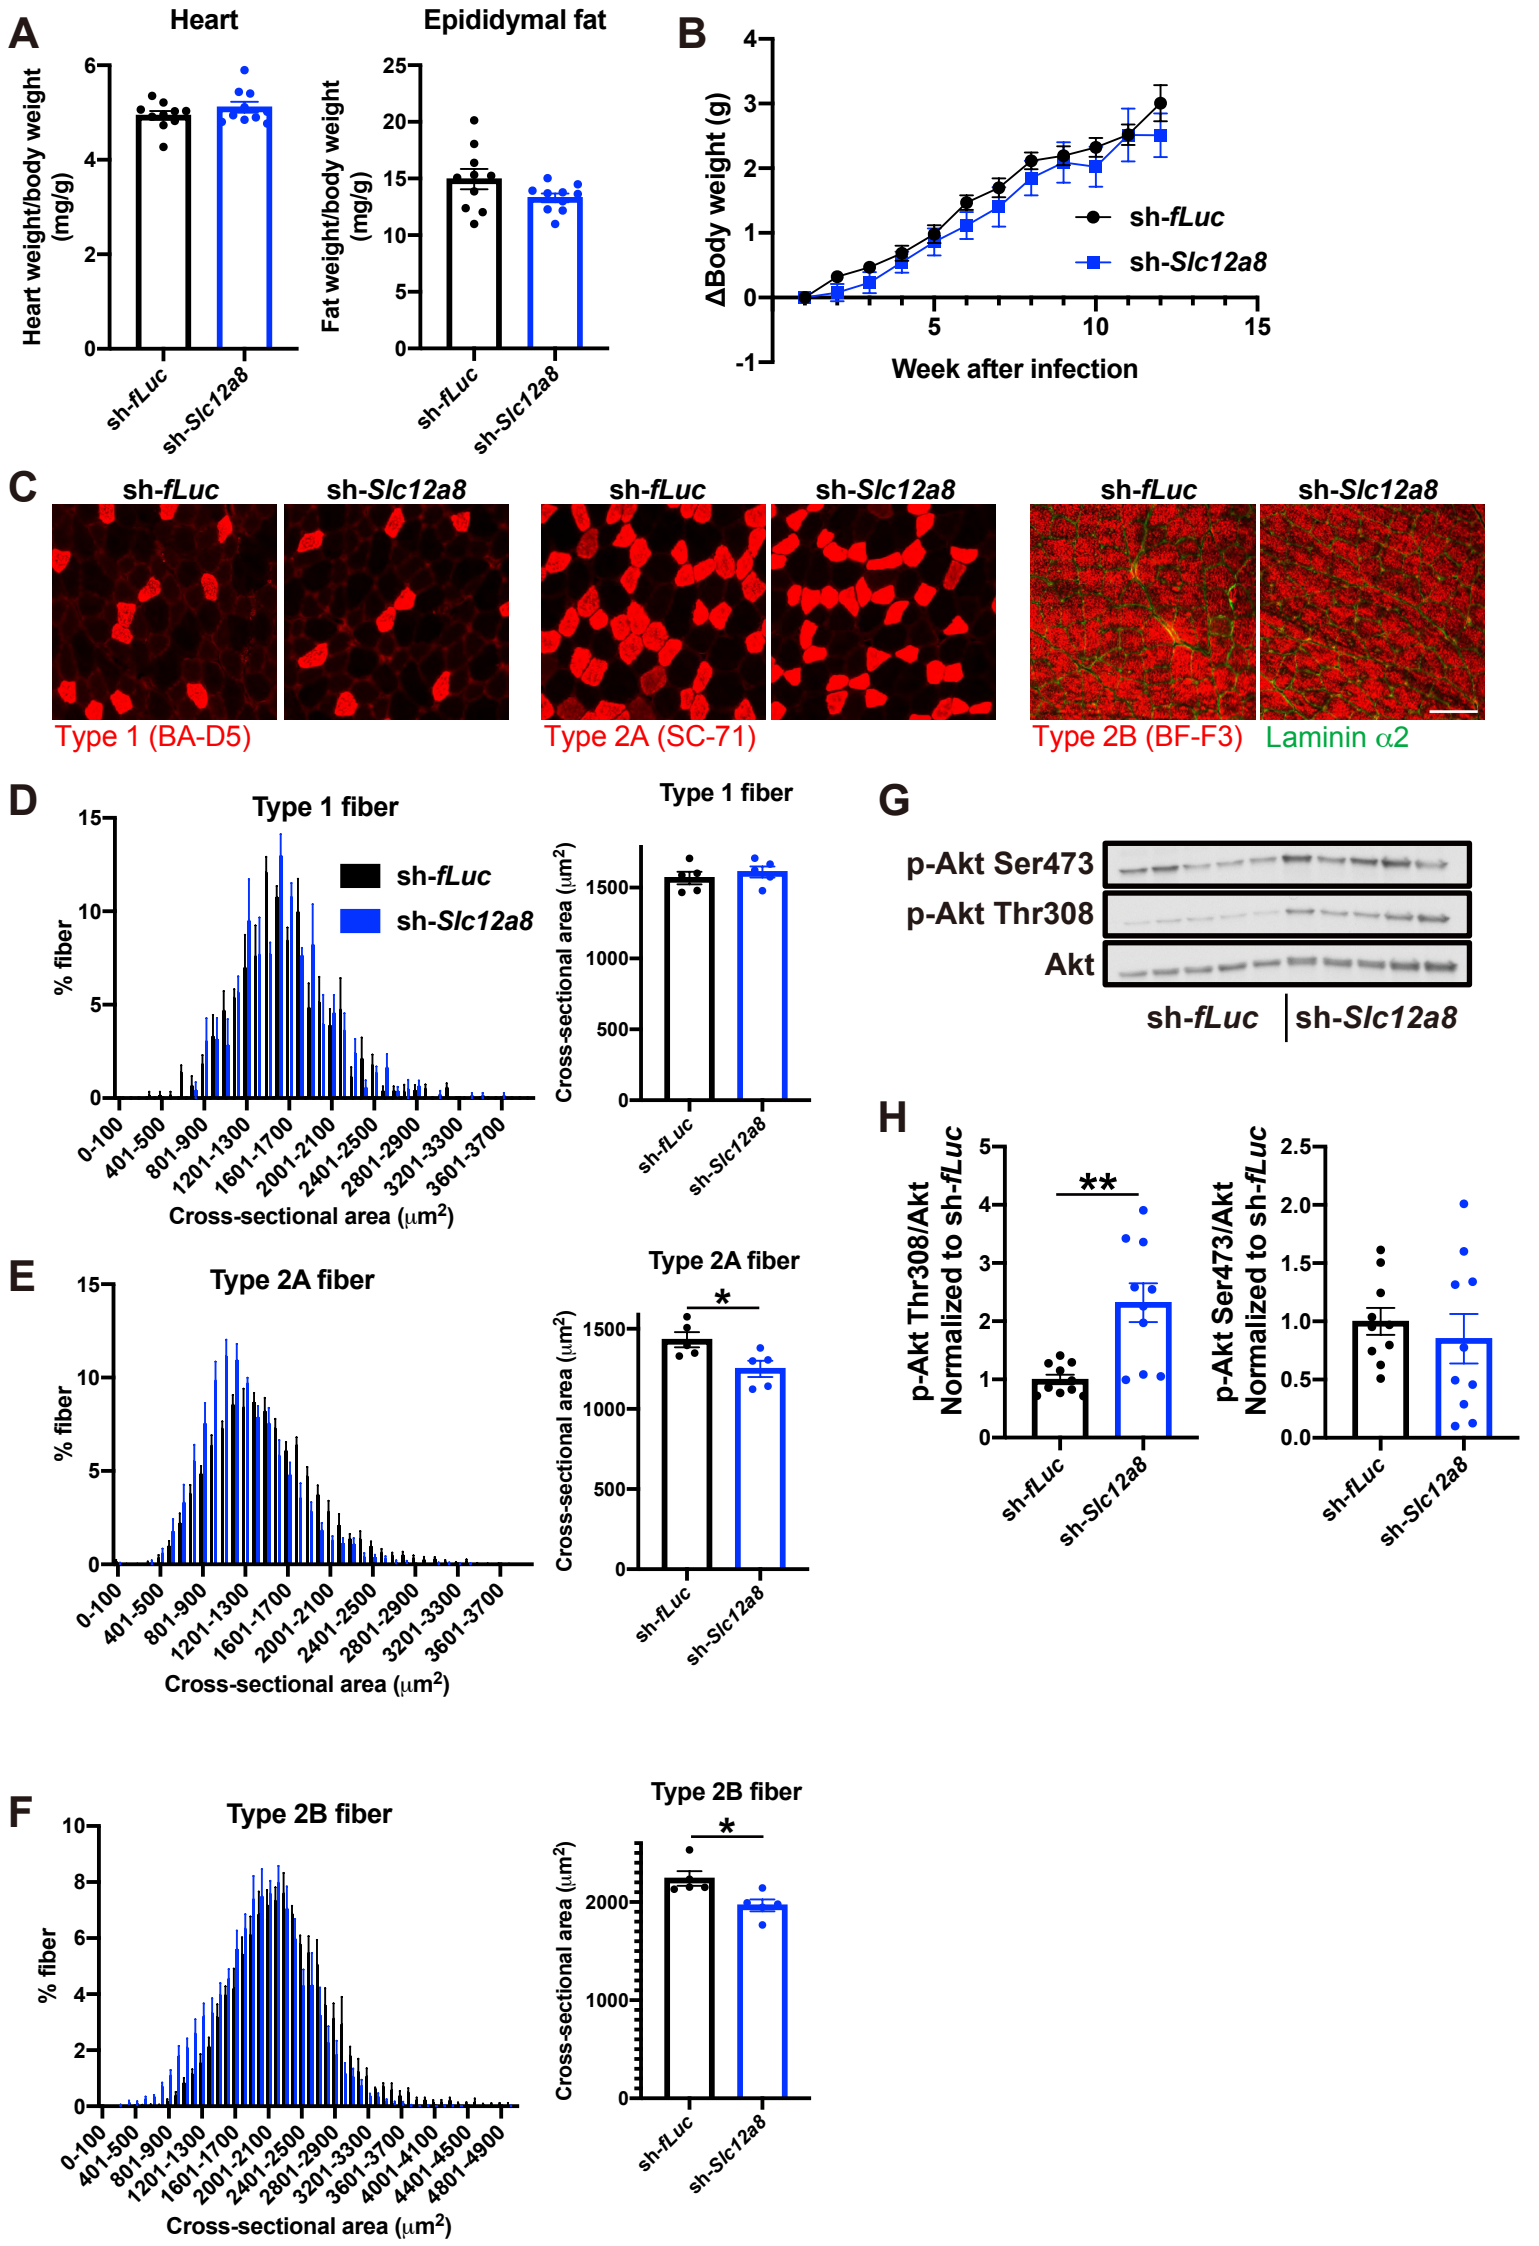 A
Heart
Heart weight/body weight
(mg/g)
6
4
2
0
sh-fLuc
sh-Slc12a8
Epididymal fat
Fat weight/body weight
(mg/g)
25
20
15
10
5
0
sh-fLuc
sh-Slc12a8
B
ΔBody weight (g)
4
3
2
1
0
-1
5
10
15
Week after infection
sh-fLuc
sh-Slc12a8
C
sh-fLuc
sh-Slc12a8
sh-fLuc
sh-Slc12a8
sh-fLuc
sh-Slc12a8
Type 1 (BA-D5)
Type 2A (SC-71)
Type 2B (BF-F3)
Laminin α2
D
Type 1 fiber
% fiber
15
10
5
0
sh-fLuc
sh-Slc12a8
0-100
401-500
801-900
1201-1300
1601-1700
2001-2100
2401-2500
2801-2900
3201-3300
3601-3700
Cross-sectional area (μm²)
Type 1 fiber
Cross-sectional area (μm²)
1500
1000
500
0
sh-fLuc
sh-Slc12a8
E
Type 2A fiber
% fiber
15
10
5
0
0-100
401-500
801-900
1201-1300
1601-1700
2001-2100
2401-2500
2801-2900
3201-3300
3601-3700
Cross-sectional area (μm²)
Type 2A fiber
*
Cross-sectional area (μm²)
1500
1000
500
0
sh-fLuc
sh-Slc12a8
F
Type 2B fiber
% fiber
10
8
6
4
2
0
0-100
401-500
801-900
1201-1300
1601-1700
2001-2100
2401-2500
2801-2900
3201-3300
3601-3700
4001-4100
4401-4500
4801-4900
Cross-sectional area (μm²)
Type 2B fiber
*
Cross-sectional area (μm²)
2000
1000
0
sh-fLuc
sh-Slc12a8
G
p-Akt Ser473
p-Akt Thr308
Akt
sh-fLuc
sh-Slc12a8
H
p-Akt Thr308/Akt
Normalized to sh-fLuc
5
4
3
2
1
0
**
sh-fLuc
sh-Slc12a8
p-Akt Ser473/Akt
Normalized to sh-fLuc
2.5
2.0
1.5
1.0
0.5
0.0
sh-fLuc
sh-Slc12a8